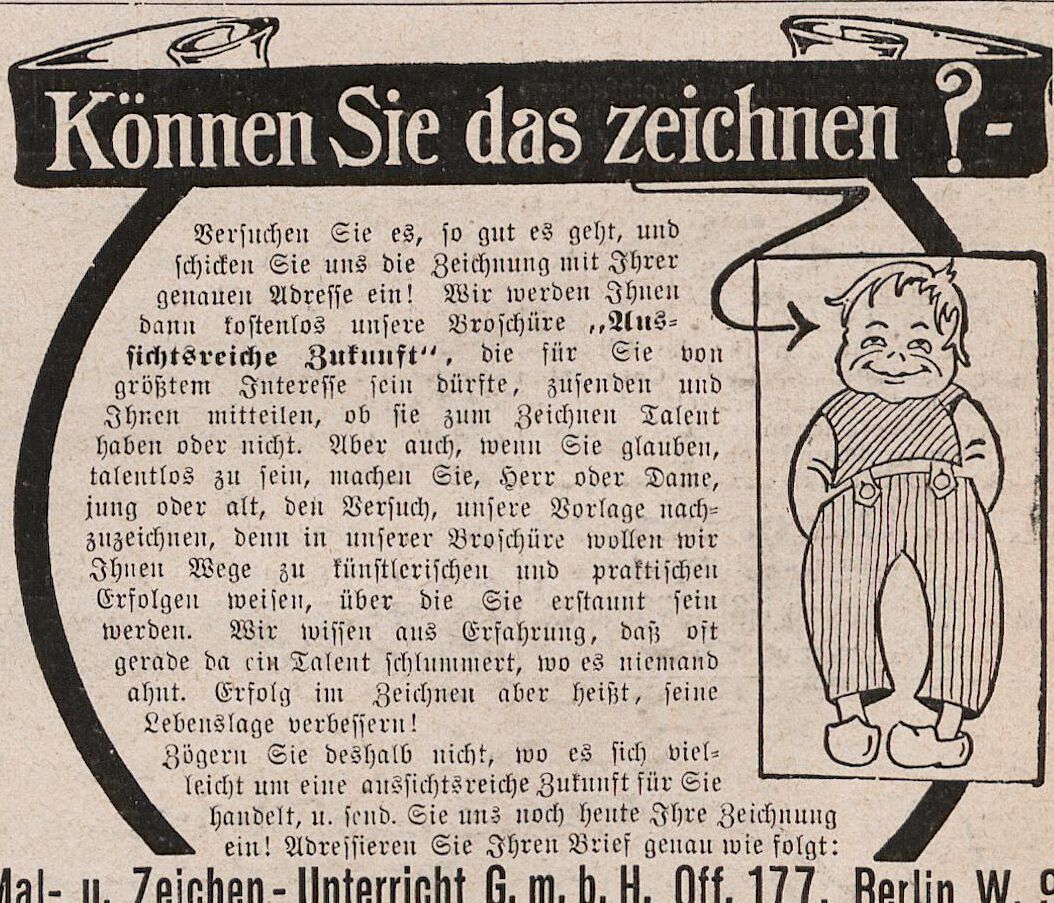 Können Sie das zeichnen?-
Versuchen Sie es, so gut es geht, und
schicken Sie uns die Zeichnung mit Ihrer
genauen Adresse ein! Wir werden Ihnen
dann kostenlos unsere Broschüre „Aus-
sichtsreiche Zukunft“, die für Sie von
größtem Interesse sein dürfte, zusenden und
Ihnen mitteilen, ob sie zum Zeichnen Talent
haben oder nicht. Aber auch, wenn Sie glauben,
talentlos zu sein, machen Sie, Herr oder Dame,
jung oder alt, den Versuch, unsere Vorlage nach-
zuzeichnen, denn in unserer Broschüre wollen wir
Ihnen Wege zu künstlerischen und praktischen
Erfolgen weisen, über die Sie erstaunt sein
werden. Wir wissen aus Erfahrung, daß oft
gerade da ein Talent schlummert, wo es niemand
ahnt. Erfolg im Zeichnen aber heißt, seine
Lebenslage verbessern!
Zögern Sie deshalb nicht, wo es sich viel-
leicht um eine aussichtsreiche Zukunft für Sie
handelt, u. send. Sie uns noch heute Ihre Zeichnung
ein! Adressieren Sie Ihren Brief genau wie folgt:
Mal- u. Zeichen-Unterricht G. m. b. H. Off. 177, Berlin W. 9